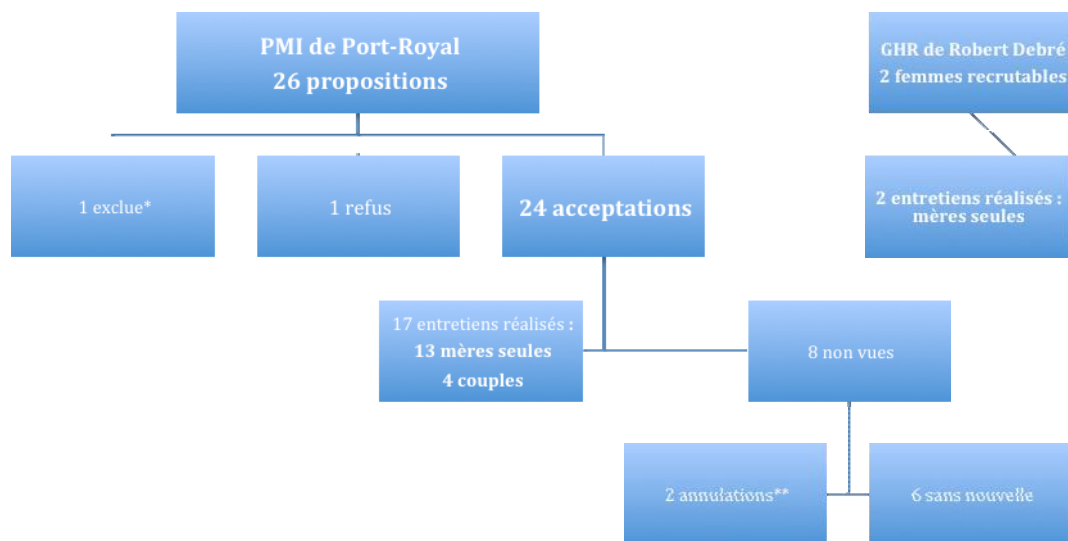 PMI de Port-Royal
26 propositions
GHR de Robert Debré
2 femmes recrutables
1 exclue*
1 refus
24 acceptations
2 entretiens réalisés :
mères seules
17 entretiens réalisés :
13 mères seules
4 couples
8 non vues
2 annulations**
6 sans nouvelle